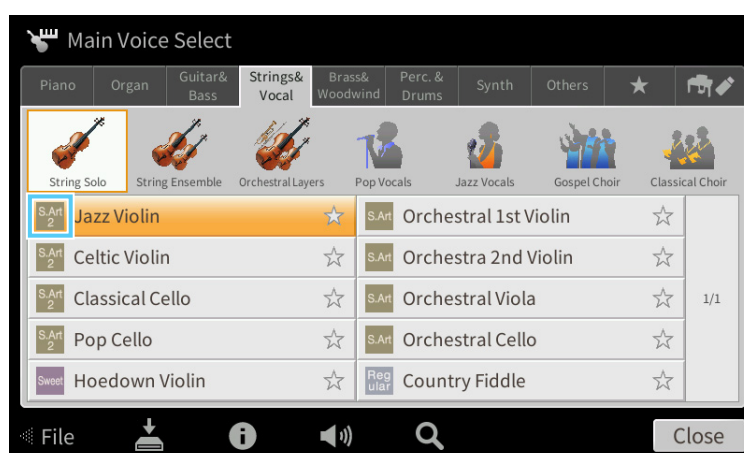 Main Voice Select
Piano
Organ
Guitar&
Bass
Strings&
Vocal
Brass&
Woodwind
Perc. &
Drums
Synth
Others
String Solo
String Ensemble
Orchestral Layers
Pop Vocals
Jazz Vocals
Gospel Choir
Classical Choir
S.Art
2
Jazz Violin
S.Art
Orchestral 1st Violin
S.Art
2
Celtic Violin
S.Art
Orchestra 2nd Violin
S.Art
2
Classical Cello
S.Art
Orchestral Viola
1/1
S.Art
2
Pop Cello
S.Art
Orchestral Cello
Sweet
Hoedown Violin
Reg
ular
Country Fiddle
File
Close